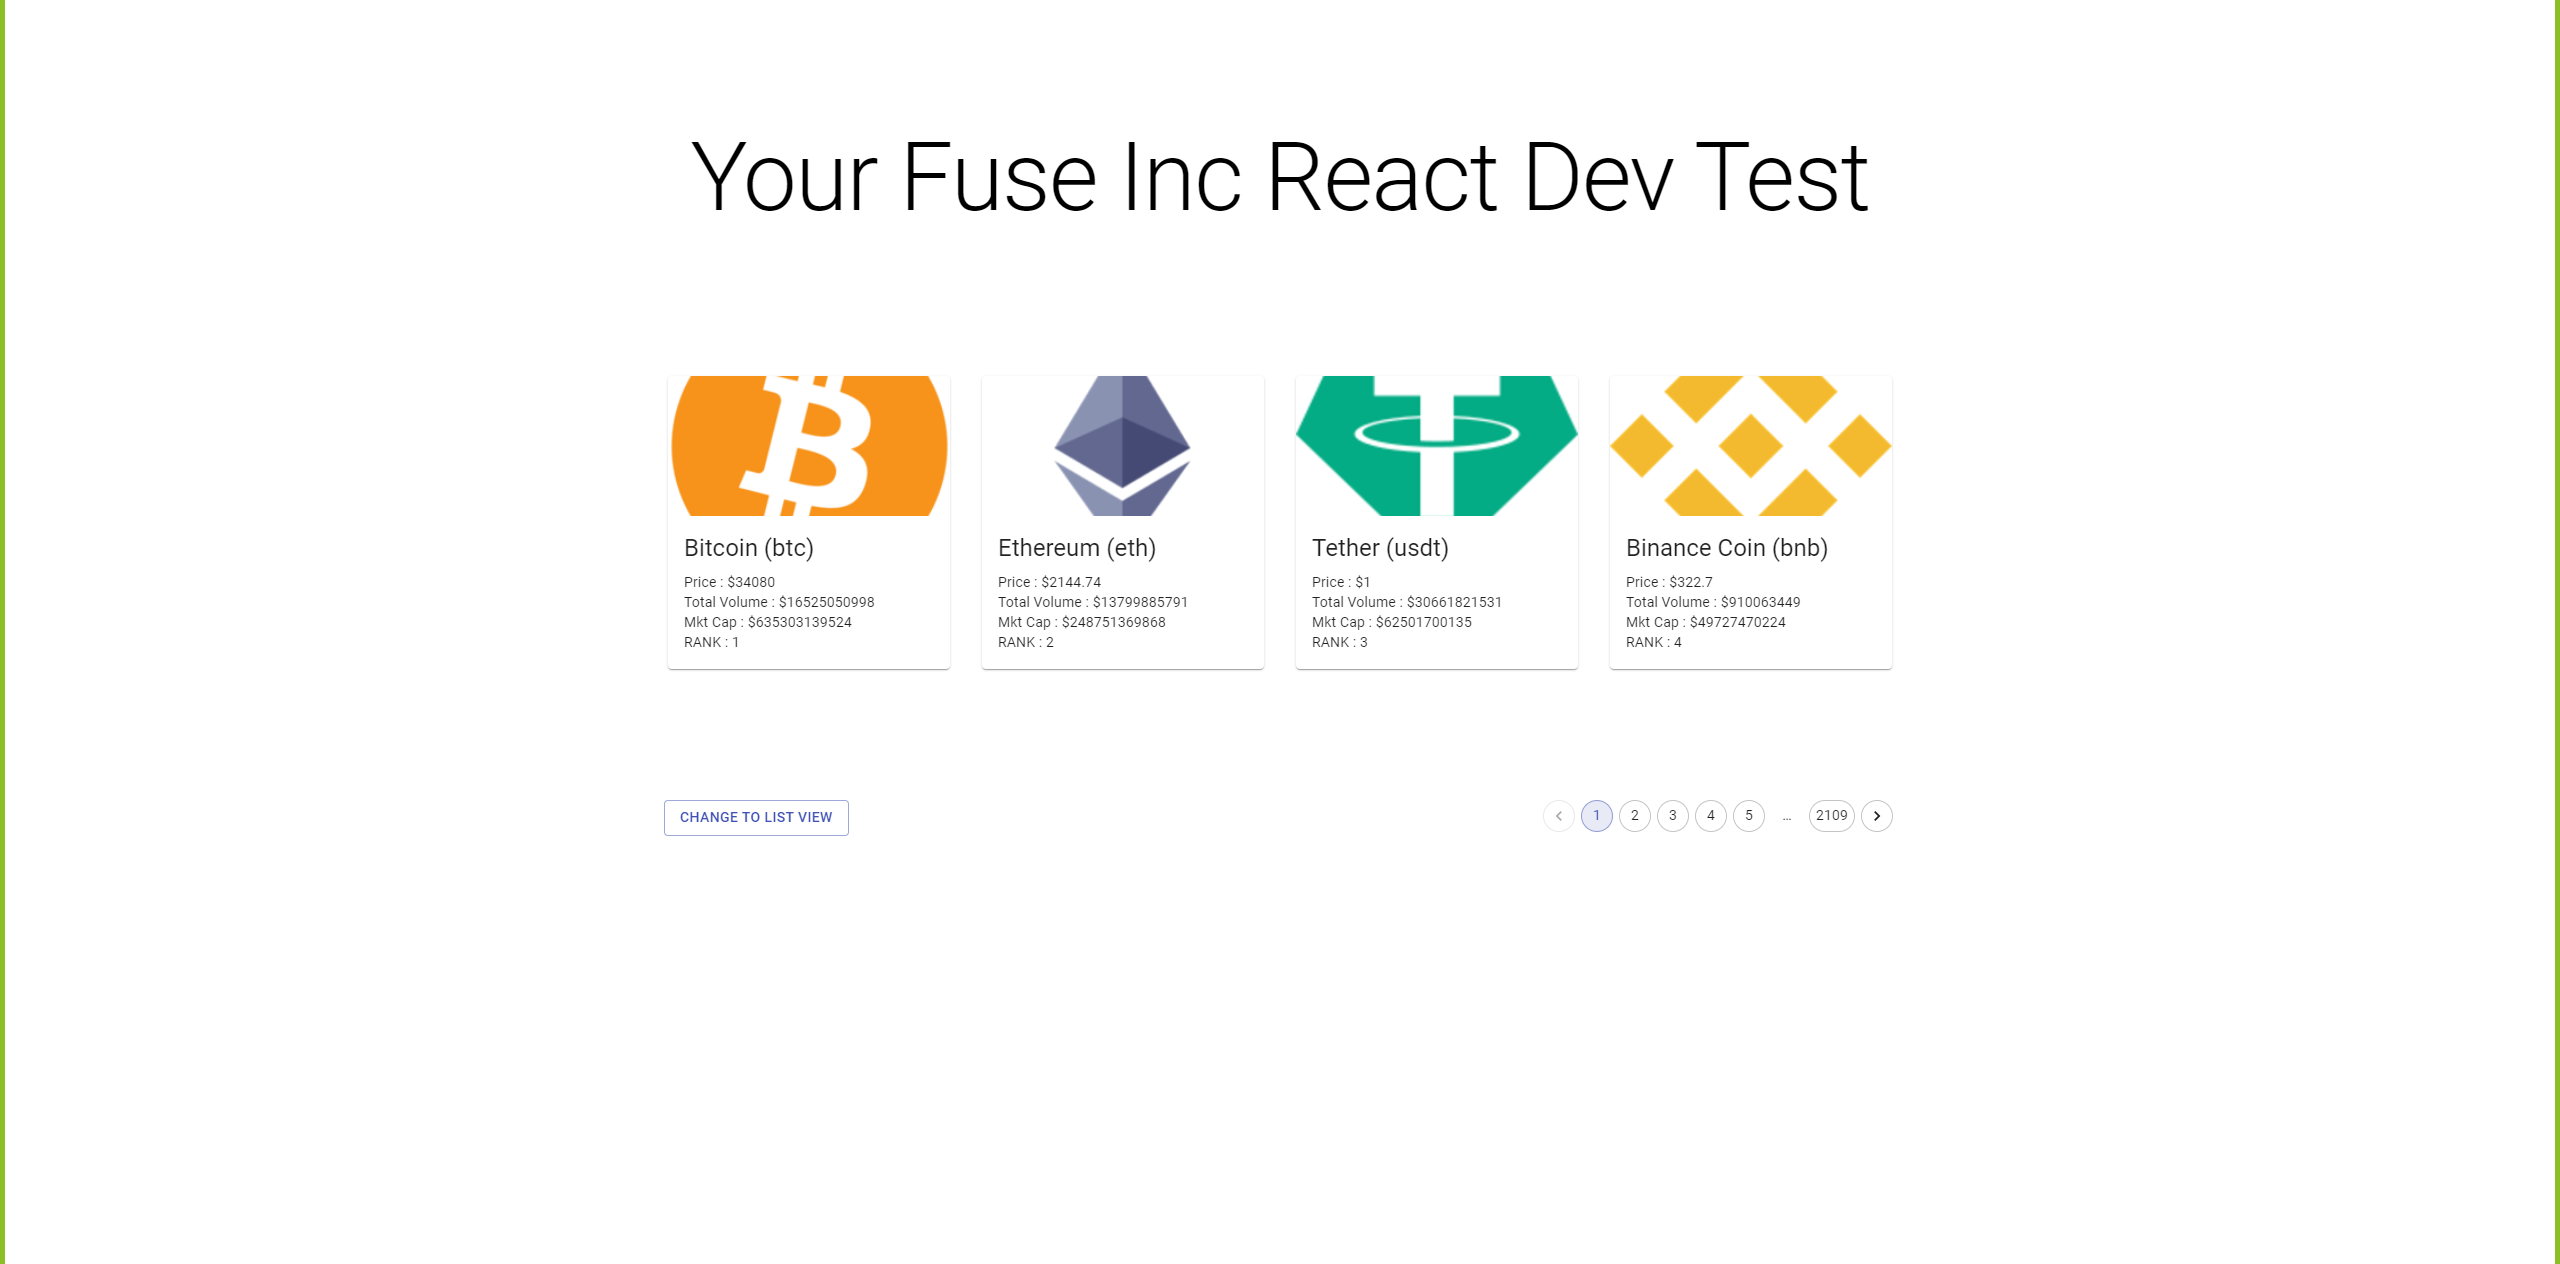 Your Fuse Inc React Dev Test
Bitcoin (btc)
Price : $34080
Total Volume : $16525050998
Mkt Cap : $635303139524
RANK : 1
Ethereum (eth)
Price : $2144.74
Total Volume : $13799885791
Mkt Cap : $248751369868
RANK : 2
Tether (usdt)
Price : $1
Total Volume : $30661821531
Mkt Cap : $62501700135
RANK : 3
Binance Coin (bnb)
Price : $322.7
Total Volume : $910063449
Mkt Cap : $49727470224
RANK : 4
CHANGE TO LIST VIEW
1 2 3 4 5 ... 2109